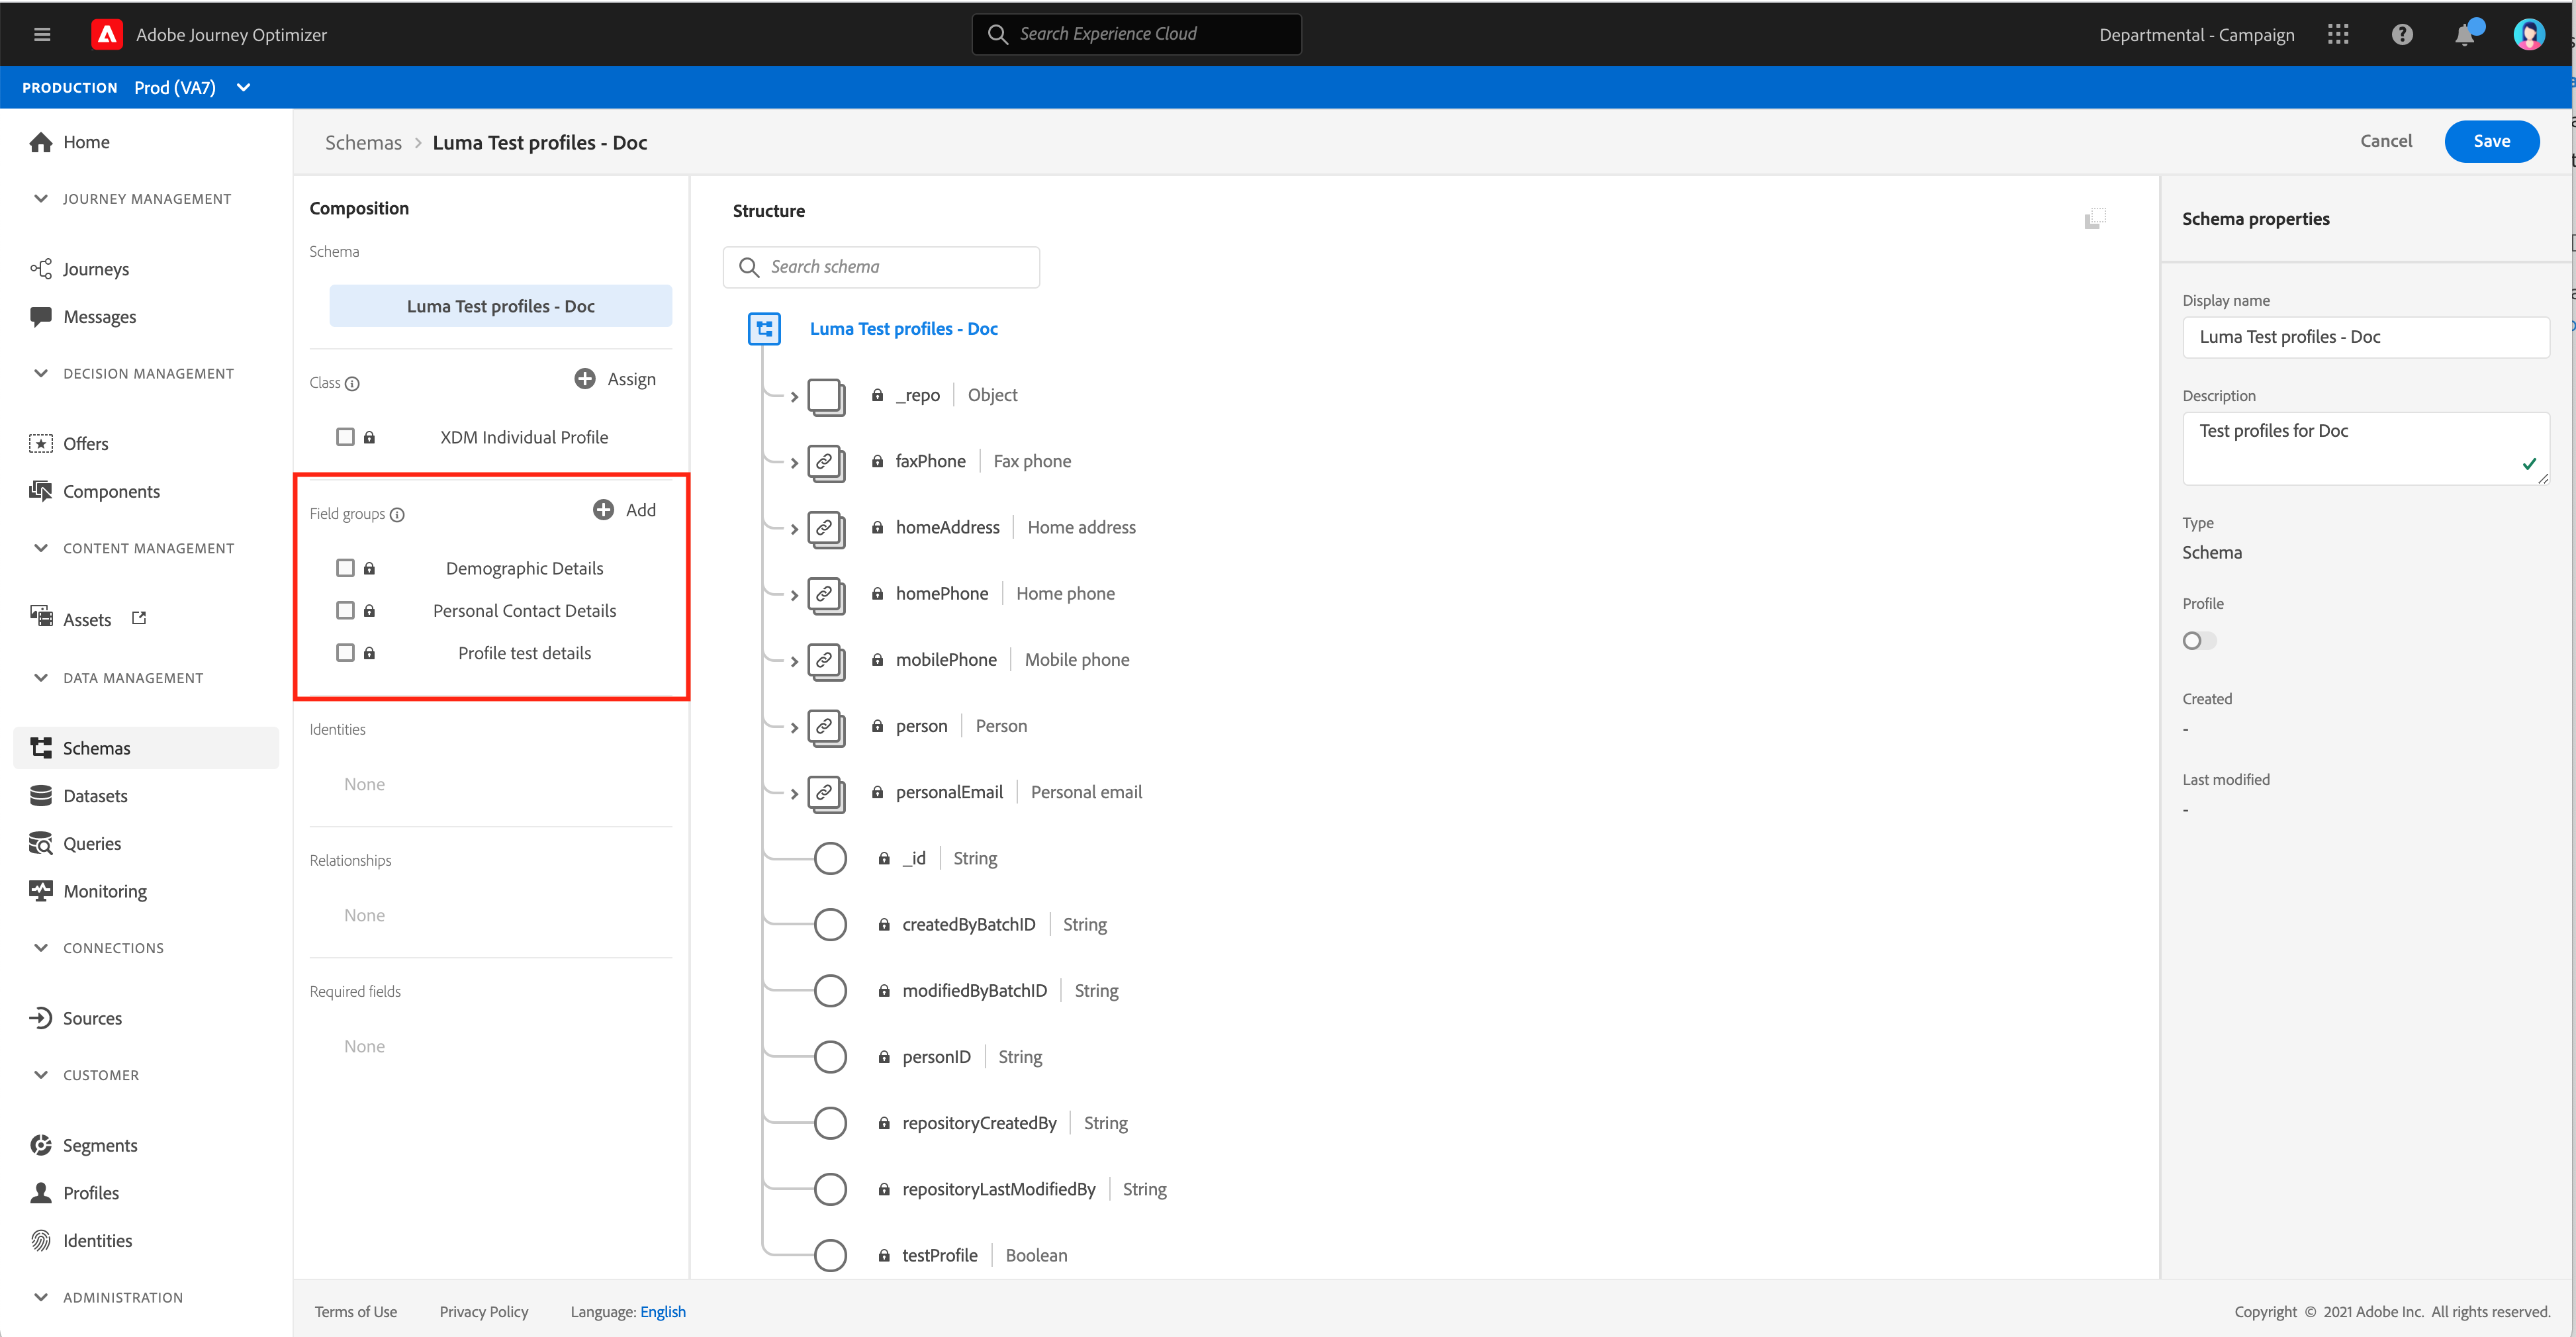 Adobe Journey Optimizer
Search Experience Cloud
Departmental - Campaign
PRODUCTION Prod (VA7)
Home
JOURNEY MANAGEMENT
Journeys
Messages
DECISION MANAGEMENT
Offers
Components
CONTENT MANAGEMENT
Assets
DATA MANAGEMENT
Schemas
Datasets
Queries
Monitoring
CONNECTIONS
Sources
CUSTOMER
Segments
Profiles
Identities
ADMINISTRATION
Schemas > Luma Test profiles - Doc
Cancel
Save
Composition
Schema
Luma Test profiles - Doc
Class
Assign
XDM Individual Profile
Field groups
Add
Demographic Details
Personal Contact Details
Profile test details
Identities
None
Relationships
None
Required fields
None
Structure
Search schema
Luma Test profiles - Doc
_repo | Object
faxPhone | Fax phone
homeAddress | Home address
homePhone | Home phone
mobilePhone | Mobile phone
person | Person
personalEmail | Personal email
_id | String
createdByBatchID | String
modifiedByBatchID | String
personID | String
repositoryCreatedBy | String
repositoryLastModifiedBy | String
testProfile | Boolean
Schema properties
Display name
Luma Test profiles - Doc
Description
Test profiles for Doc
Type
Schema
Profile
Created
-
Last modified
-
Terms of Use
Privacy Policy
Language: English
Copyright © 2021 Adobe Inc. All rights reserved.